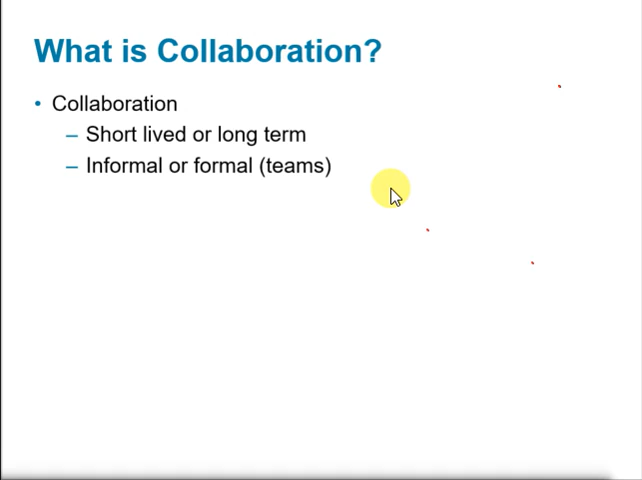 What is Collaboration?
• Collaboration
– Short lived or long term
– Informal or formal (teams)